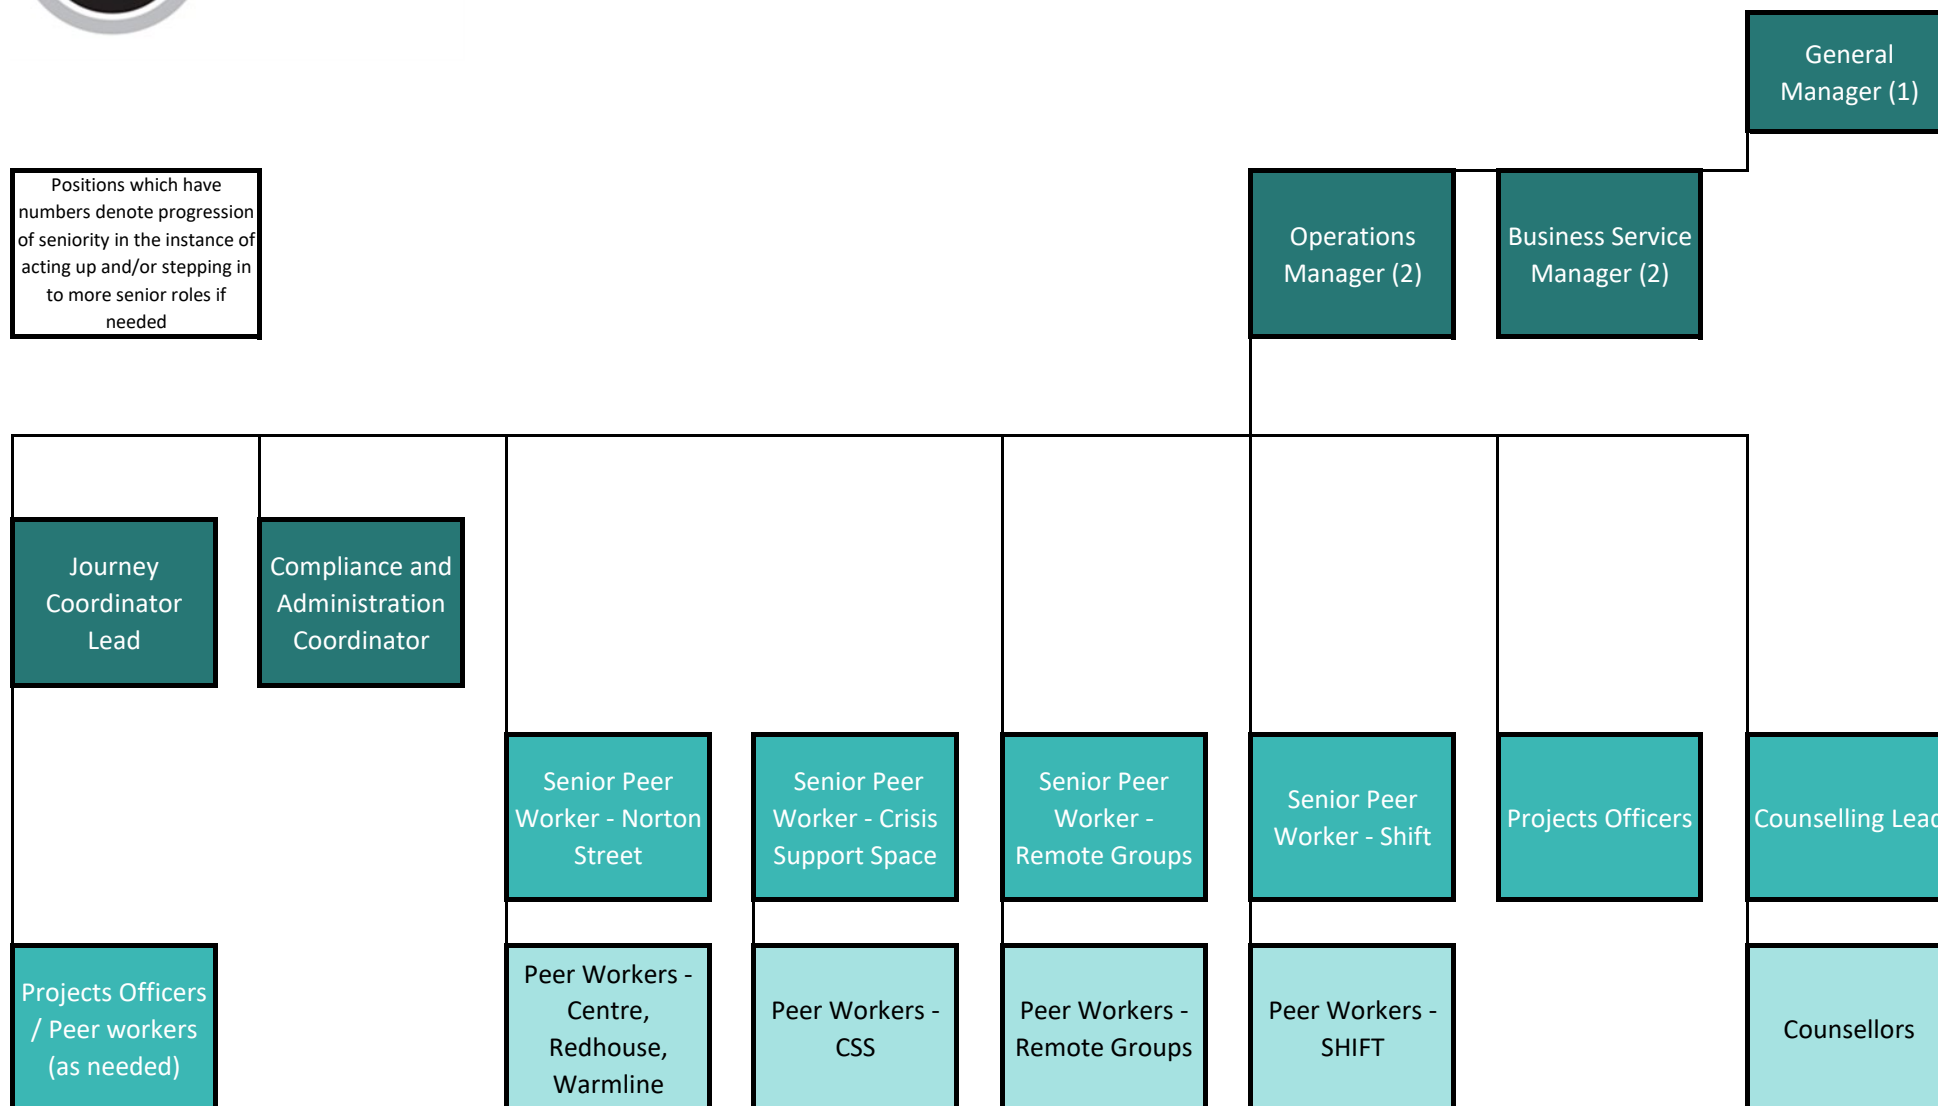 General
Manager (1)
Positions which have
numbers denote progression
of seniority in the instance of
acting up and/or stepping in
to more senior roles if
needed
Operations
Manager (2)
Business Service
Manager (2)
Journey
Coordinator
Lead
Compliance and
Administration
Coordinator
Senior Peer
Worker - Norton
Street
Senior Peer
Worker - Crisis
Support Space
Senior Peer
Worker -
Remote Groups
Senior Peer
Worker - Shift
Projects Officers
Counselling Lead
Projects Officers
/ Peer workers
(as needed)
Peer Workers -
Centre,
Redhouse,
Warmline
Peer Workers -
CSS
Peer Workers -
Remote Groups
Peer Workers -
SHIFT
Counsellors